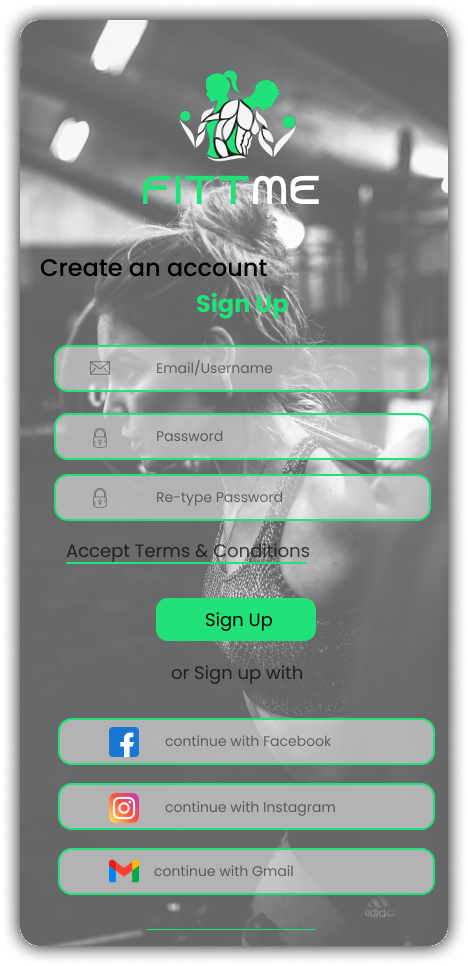 FITTME
Create an account
Sign Up
Email/Username
Password
Re-type Password
Accept Terms & Conditions
Sign Up
or Sign up with
continue with Facebook
continue with Instagram
continue with Gmail
adidas